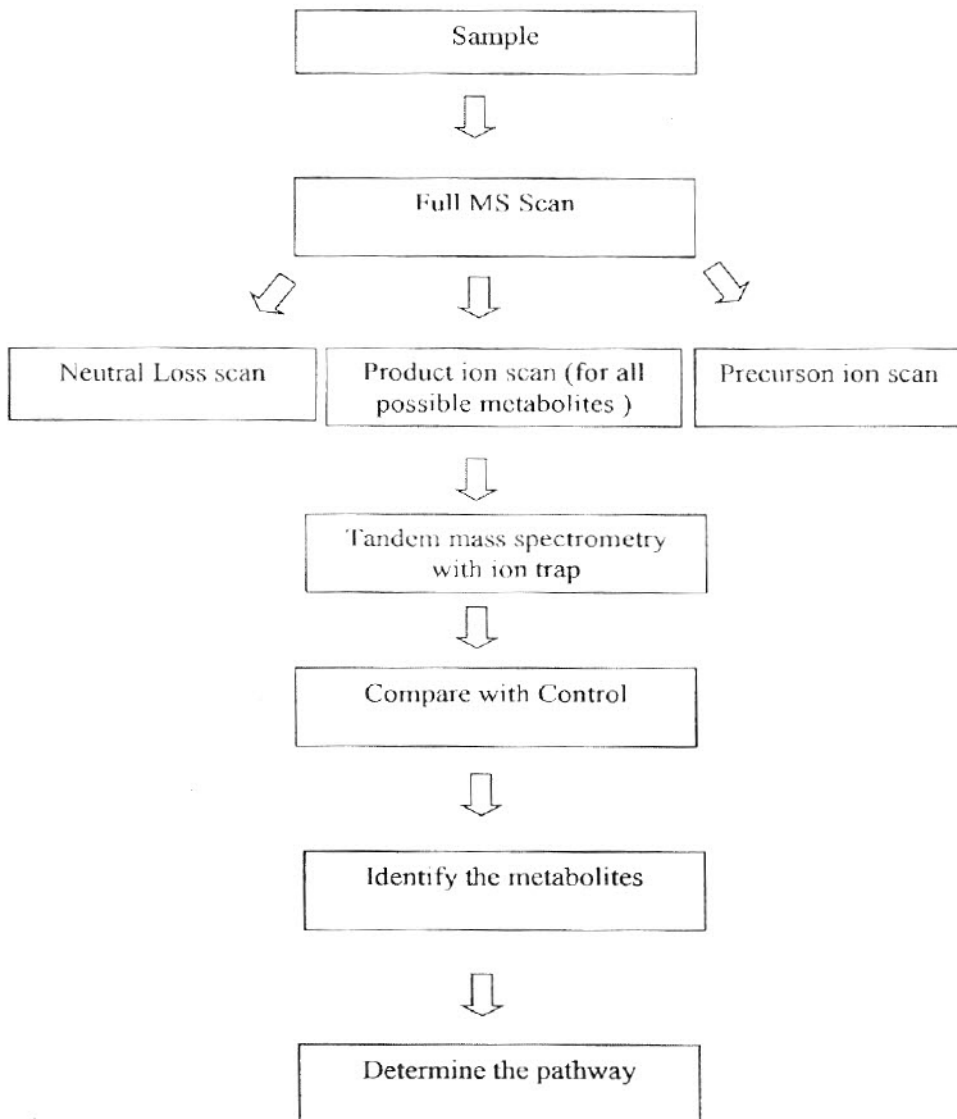 Sample
Full MS Scan
Neutral Loss scan
Product ion scan (for all
possible metabolites )
Precurson ion scan
Tandem mass spectrometry
with ion trap
Compare with Control
Identify the metabolites
Determine the pathway